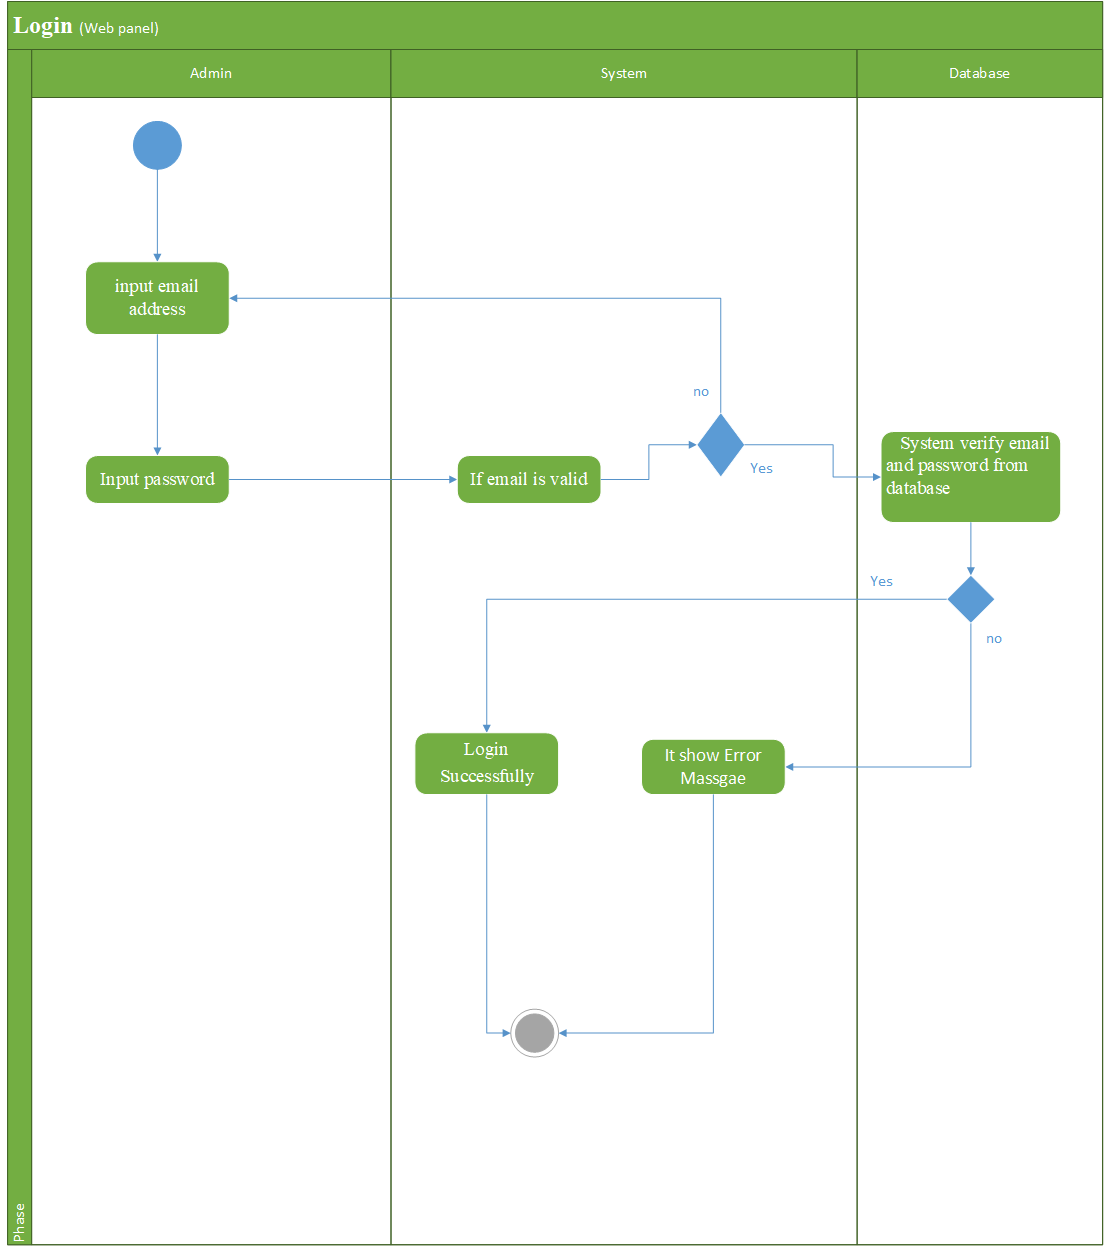 Login (Web panel)
Admin
System
Database
input email
address
no
Input password
If email is valid
Yes
System verify email
and password from
database
Yes
no
Login
Successfully
It show Error
Massgae
Phase